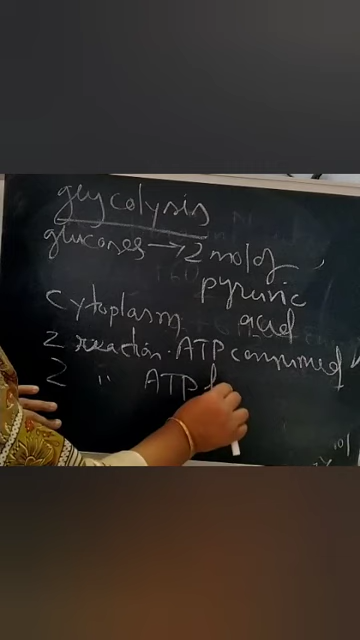 glycolysis
glucoses → 2 mol of
pyruvic
acid
Cytoplasm
2 reaction. ATP consumed
2 " ATP f